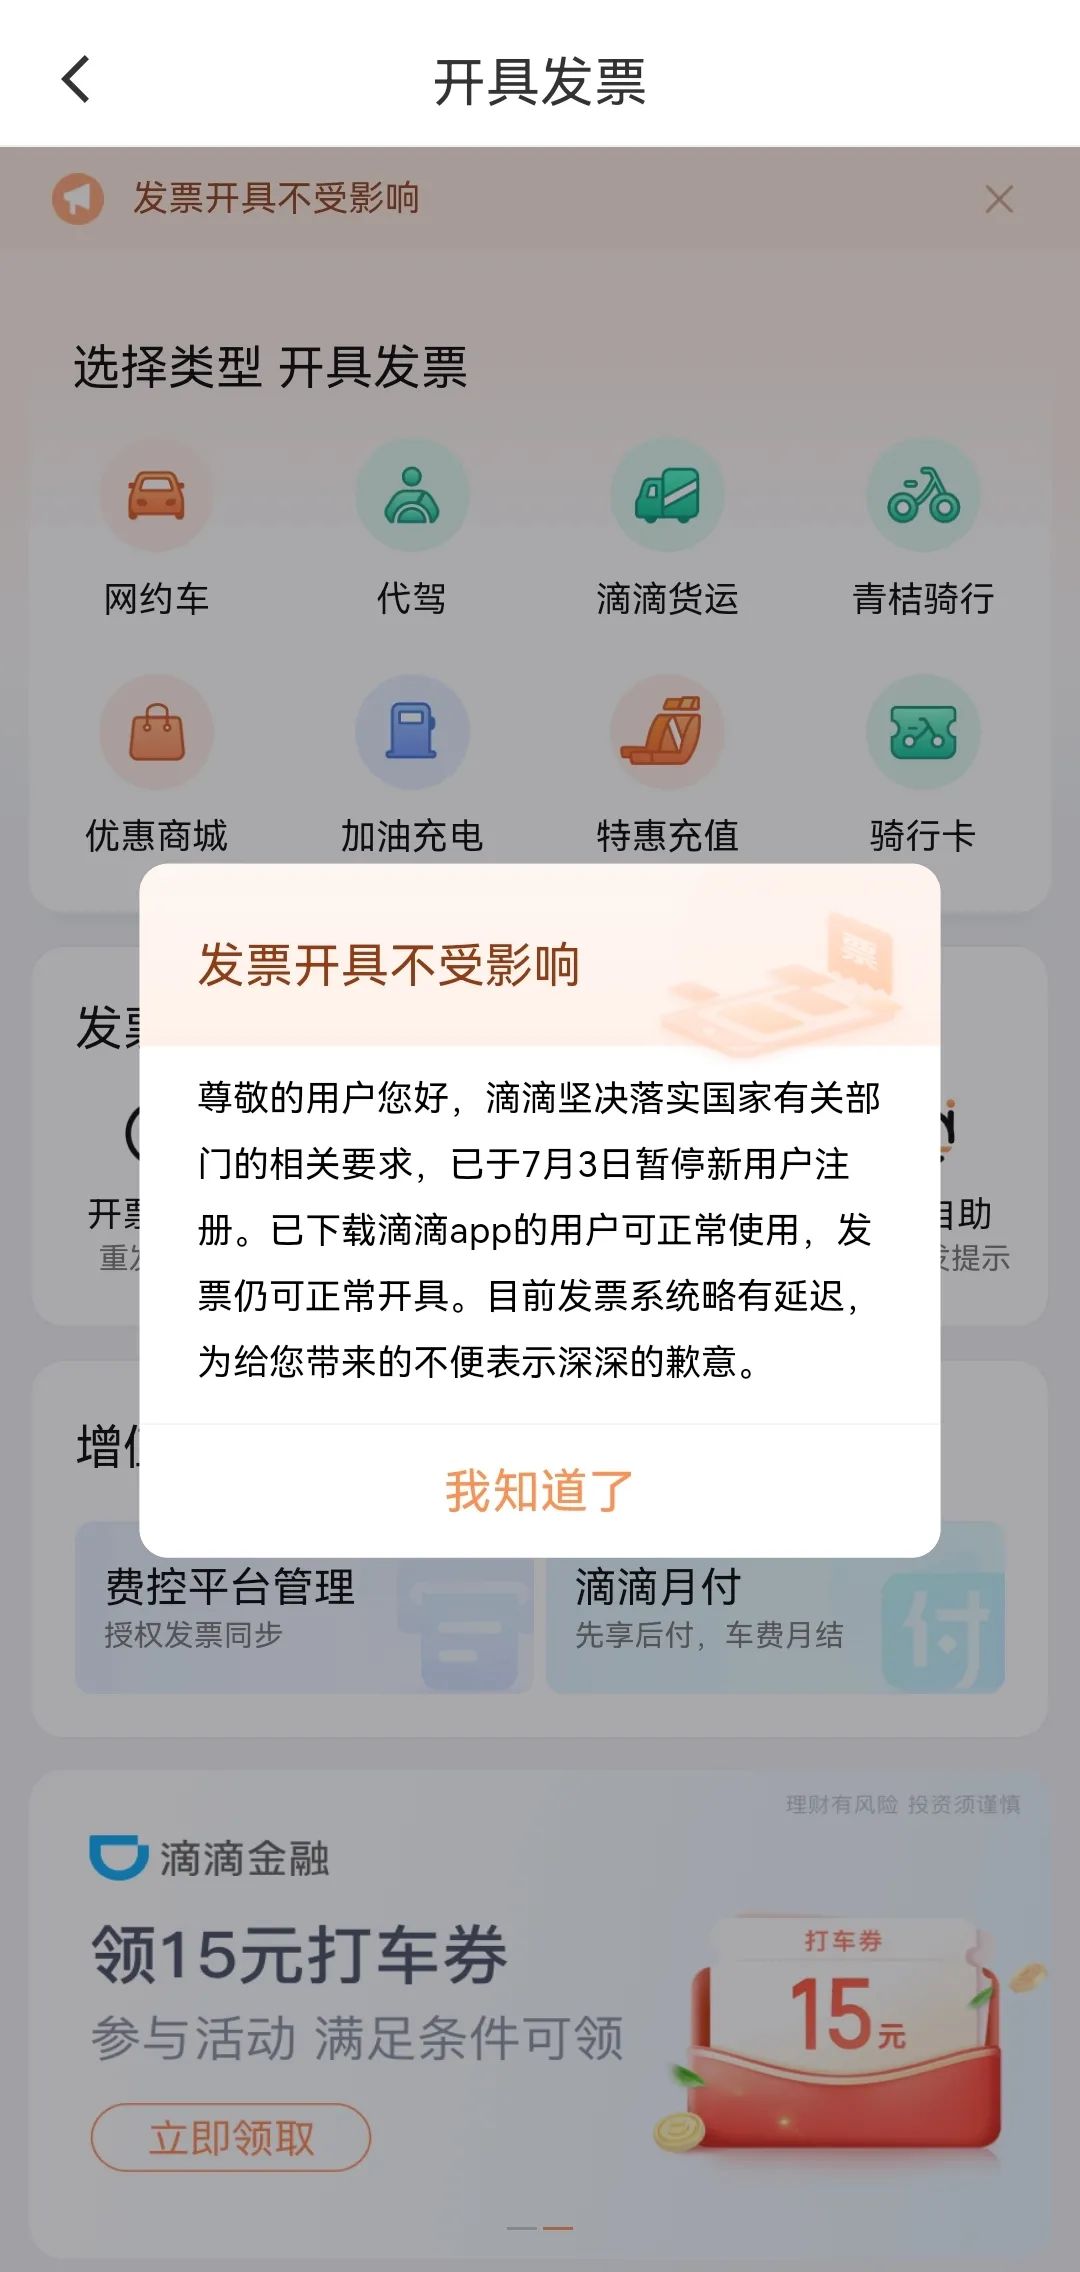 开具发票
发票开具不受影响
选择类型 开具发票
网约车
代驾
滴滴货运
青桔骑行
优惠商城
加油充电
特惠充值
骑行卡
发票开具不受影响
票
尊敬的用户您好，滴滴坚决落实国家有关部
门的相关要求，已于7月3日暂停新用户注
册。已下载滴滴app的用户可正常使用，发
票仍可正常开具。目前发票系统略有延迟，
为给您带来的不便表示深深的歉意。
我知道了
发
开
重
自助
提示
增
费控平台管理
授权发票同步
滴滴月付
先享后付，车费月结
付
理财有风险 投资须谨慎
滴滴金融
领15元打车券
参与活动 满足条件可领
立即领取
打车券
15元